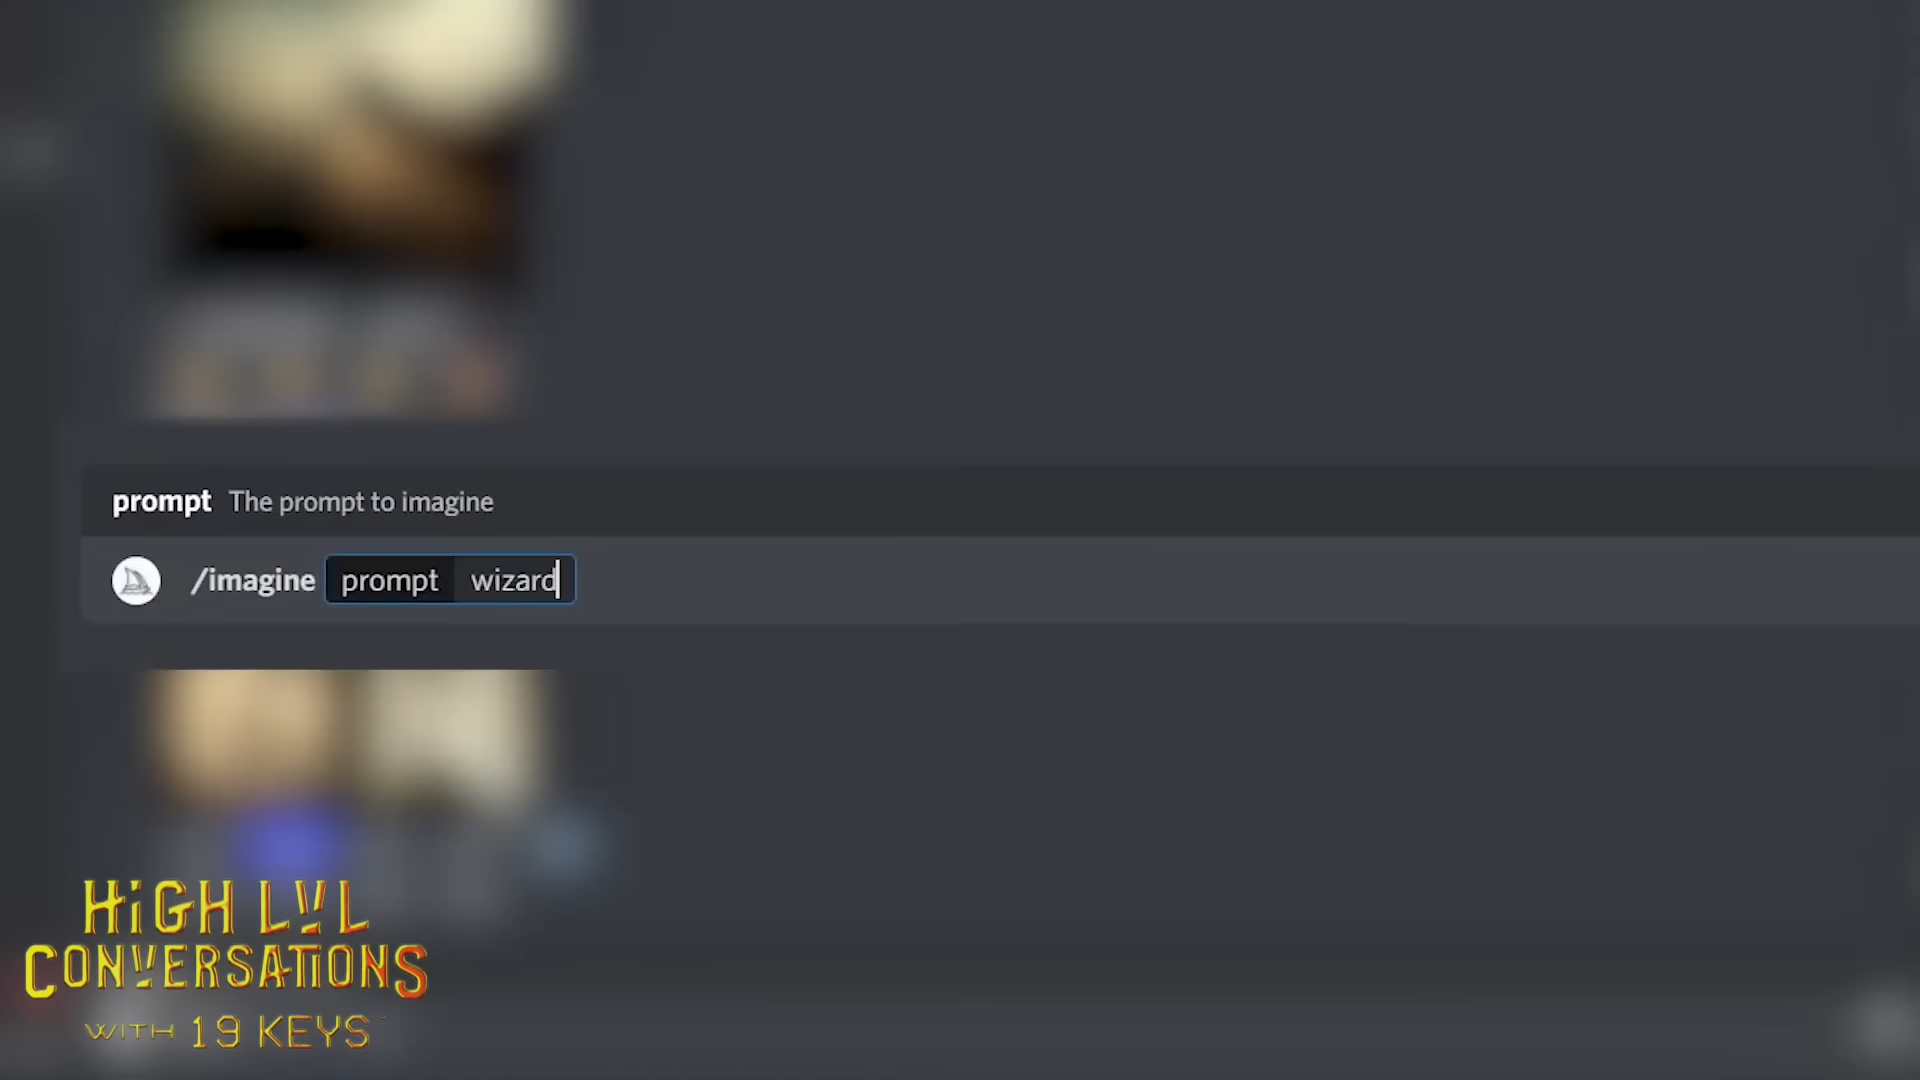 prompt The prompt to imagine
/imagine prompt wizard
HiGH LVL
CONVERSATIONS
WITH 19 KEYS